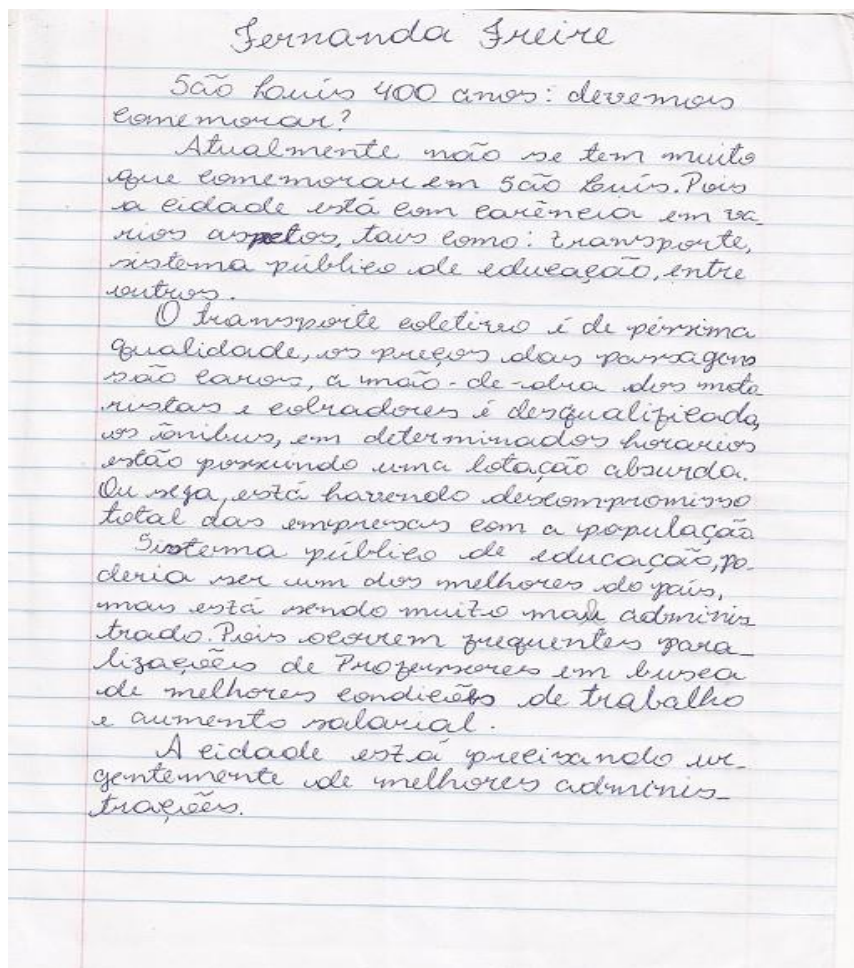 Fernanda Freire
São Luís 400 anos: devemos
comemorar?
Atualmente não se tem muito
que comemorar em São Luís. Pois
a cidade está com carência em va-
rios aspetos, tais como: transporte,
sistema público de educação, entre
outros.
O transporte coletivo é de péssima
qualidade, os preços das passagens
são caros, a mão-de-obra dos moto
ristas e cobradores é desqualificada,
os ônibus, em determinados horarios
estão possuindo uma lotação absurda.
Ou seja, está havendo descompromisso
total das empresas com a população
Sistema público de educação, po-
deria ser um dos melhores do país,
mas está sendo muito mal adminis
trado. Pois ocorrem frequentes para-
lizações de Professores em busca
de melhores condições de trabalho
e aumento salarial.
A cidade está precisando ur-
gentemente de melhores adminis-
trações.